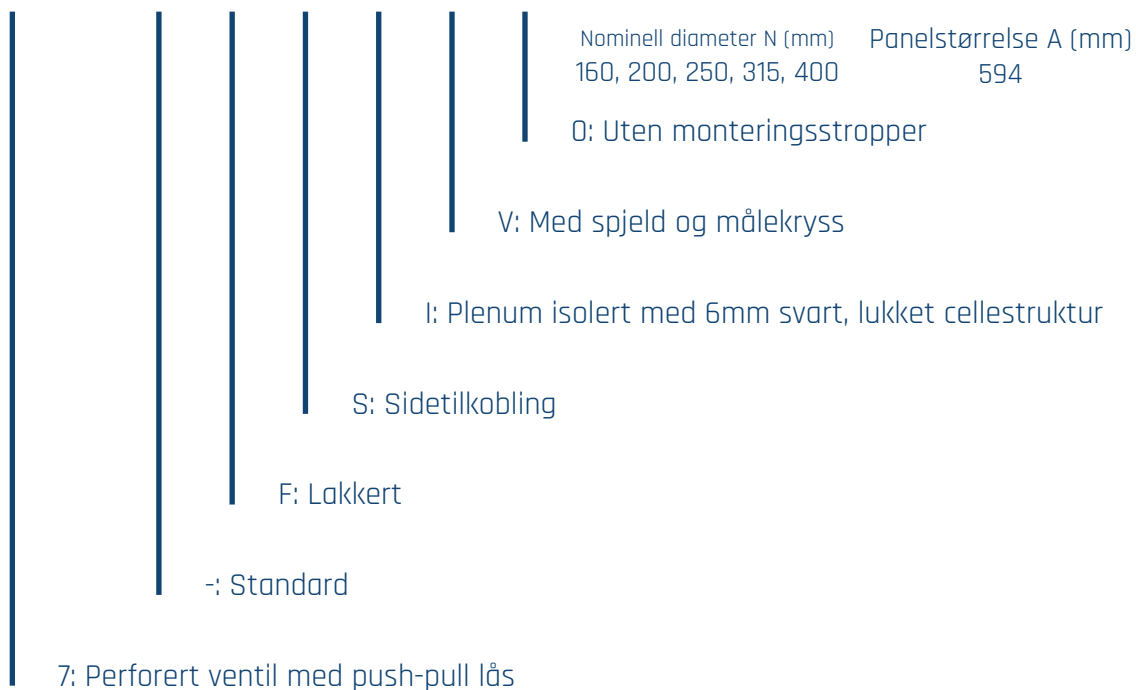 Nominell diameter N (mm) Panelstørrelse A (mm)
160, 200, 250, 315, 400 594
0: Uten monteringsstropper
V: Med spjeld og målekryss
I: Plenum isolert med 6mm svart, lukket cellestruktur
S: Sidetilkobling
F: Lakkert
-: Standard
7: Perforert ventil med push-pull lås